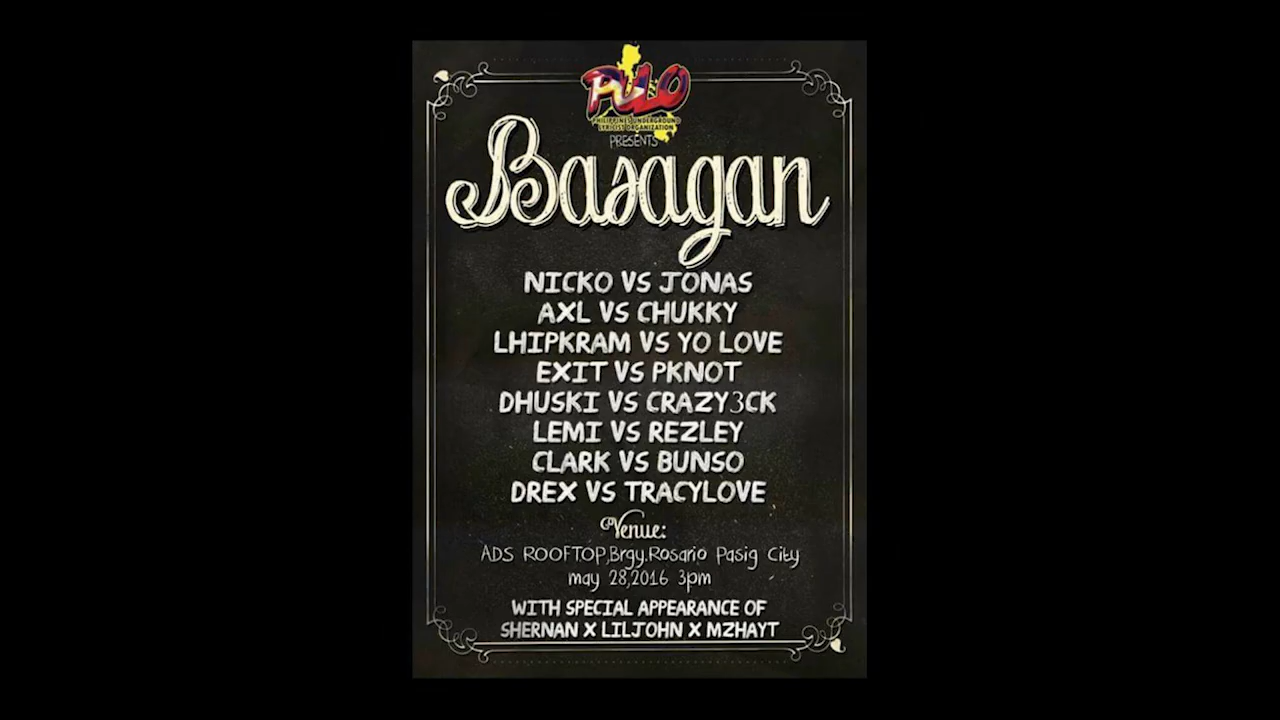 PULO
PHILIPPINES UNDERGROUND
LYRICIST ORGANIZATION
PRESENTS
Basagan
NICKO VS JONAS
AXL VS CHUKKY
LHIPKRAM VS YO LOVE
EXIT VS PKNOT
DHUSKI VS CRAZY3CK
LEMI VS REZLEY
CLARK VS BUNSO
DREX VS TRACYLOVE
Venue:
ADS ROOFTOP,Brgy.Rosario Pasig City
may 28,2016 3pm
WITH SPECIAL APPEARANCE OF
SHERNAN X LILJOHN X MZHAYT